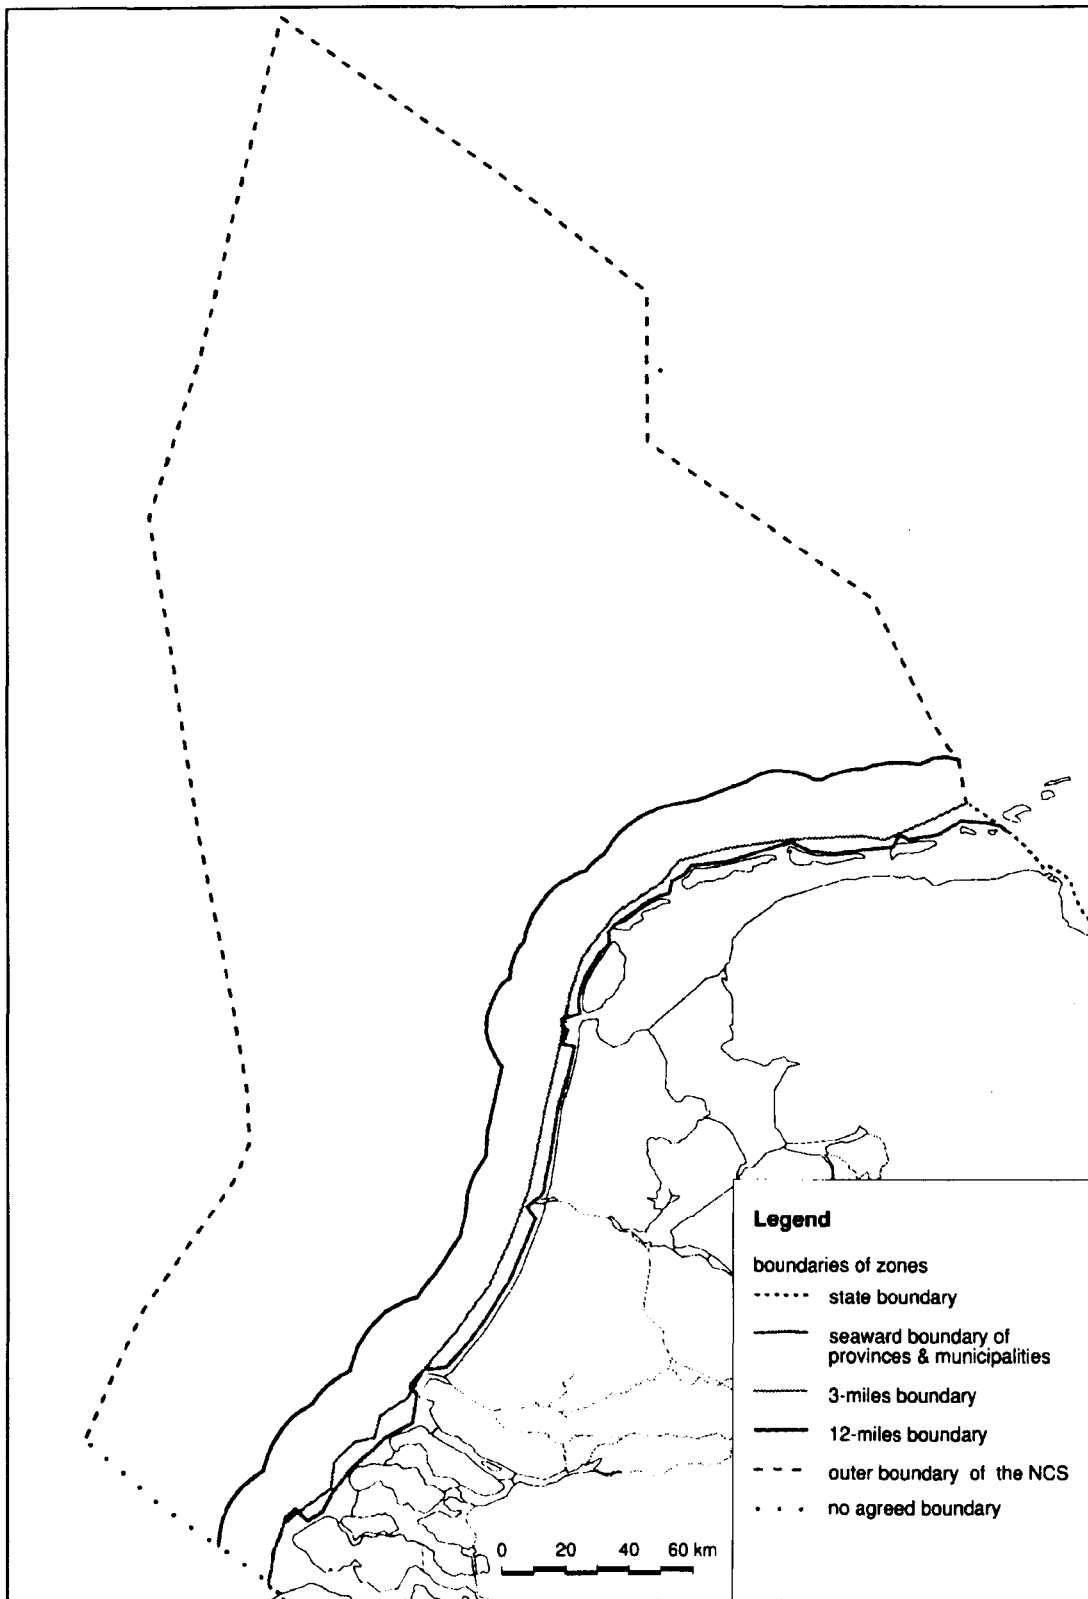 Legend
boundaries of zones
state boundary
seaward boundary of
provinces & municipalities
3-miles boundary
12-miles boundary
outer boundary of the NCS
no agreed boundary
0 20 40 60 km